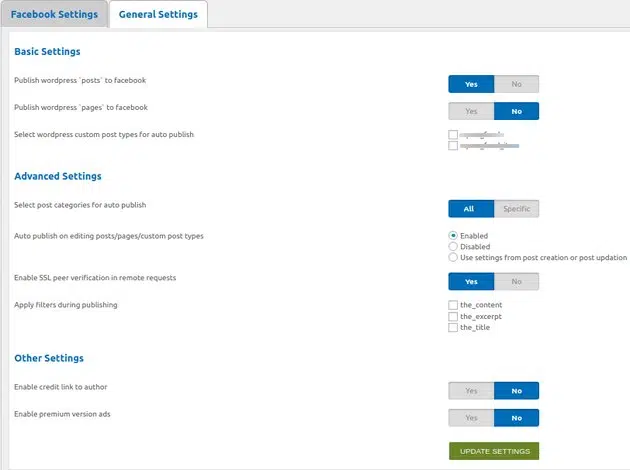 Facebook Settings General Settings
Basic Settings
Publish wordpress `posts` to facebook Yes No
Publish wordpress `pages` to facebook Yes No
Select wordpress custom post types for auto publish
Advanced Settings
Select post categories for auto publish All Specific
Auto publish on editing posts/pages/custom post types Enabled
Disabled
Use settings from post creation or post updation
Enable SSL peer verification in remote requests Yes No
Apply filters during publishing the_content
the_excerpt
the_title
Other Settings
Enable credit link to author Yes No
Enable premium version ads Yes No
UPDATE SETTINGS